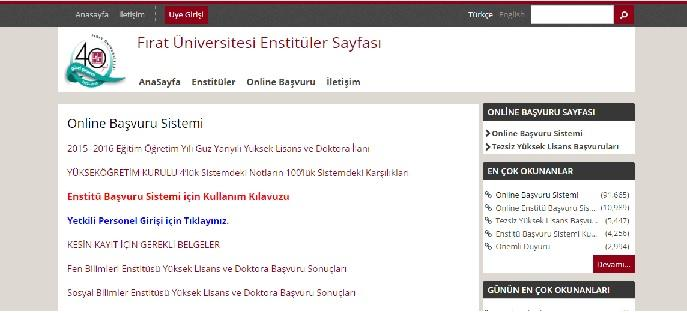 Anasayfa
İletişim
Üye Girişi
Türkçe
English
40
Fırat Üniversitesi Enstitüler Sayfası
AnaSayfa
Enstitüler
Online Başvuru
İletişim
Online Başvuru Sistemi
2015-2016 Eğitim Öğretim Yılı Güz Yarıyılı Yüksek Lisans ve Doktora İlanı
YÜKSEKÖĞRETİM KURULU 4'lük Sistemdeki Notların 100'lük Sistemdeki Karşılıkları
Enstitü Başvuru Sistemi için Kullanım Kılavuzu
Yetkili Personel Girişi için Tıklayınız.
KESİN KAYIT İÇİN GEREKLİ BELGELER
Fen Bilimleri Enstitüsü Yüksek Lisans ve Doktora Başvuru Sonuçları
Sosyal Bilimler Enstitüsü Yüksek Lisans ve Doktora Başvuru Sonuçları
ONLİNE BAŞVURU SAYFASI
Online Başvuru Sistemi
Tezsiz Yüksek Lisans Başvuruları
EN ÇOK OKUNANLAR
Online Başvuru Sistemi (91,665)
Online Enstitü Başvuru Sis... (10,989)
Tezsiz Yüksek Lisans Başvu... (5,447)
Enstitü Başvuru Sistemi Ku... (4,256)
Önemli Duyuru (2,994)
Devamı...
GÜNÜN EN ÇOK OKUNANLARI